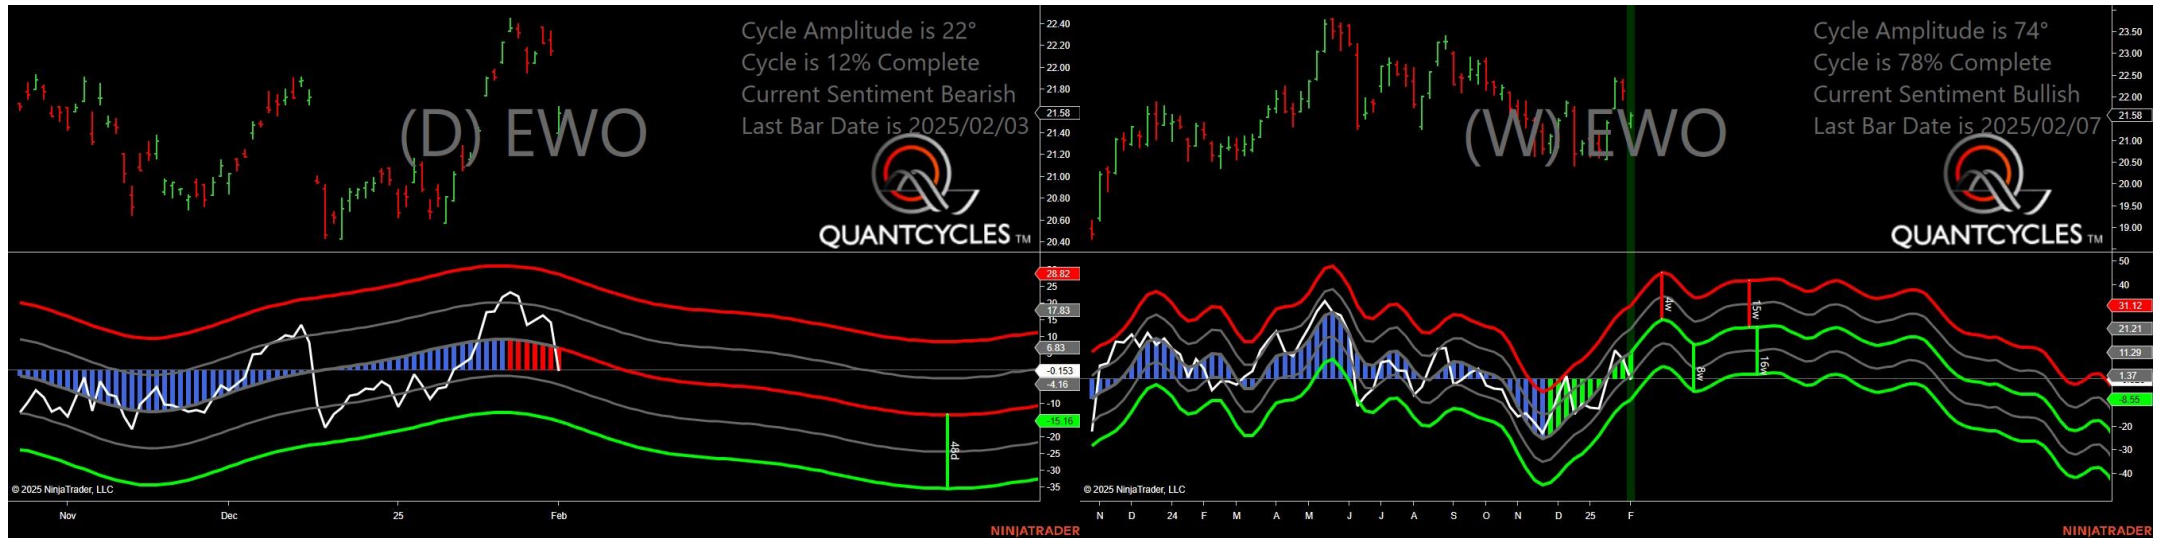 Cycle Amplitude is 22°
Cycle is 12% Complete
Current Sentiment Bearish
Last Bar Date is 2025/02/03
(D) EWO
QUANTCYCLES TM
22.40
22.20
22.00
21.80
21.58
21.40
21.20
21.00
20.80
20.60
20.40
28.82
25
20
17.83
15
10
6.83
-0.153
-4.16
-10
-15.16
-20
-25
-30
-35
48d
© 2025 NinjaTrader, LLC
Nov
Dec
25
Feb
NINJATRADER
Cycle Amplitude is 74°
Cycle is 78% Complete
Current Sentiment Bullish
Last Bar Date is 2025/02/07
(W) EWO
QUANTCYCLES TM
23.50
23.00
22.50
22.00
21.58
21.00
20.50
20.00
19.50
19.00
50
40
31.12
21.21
11.29
1.37
-8.55
-20
-30
-40
4w
15w
8w
16w
© 2025 NinjaTrader, LLC
N
D
24
F
M
A
M
J
J
A
S
O
N
D
25
F
NINJATRADER